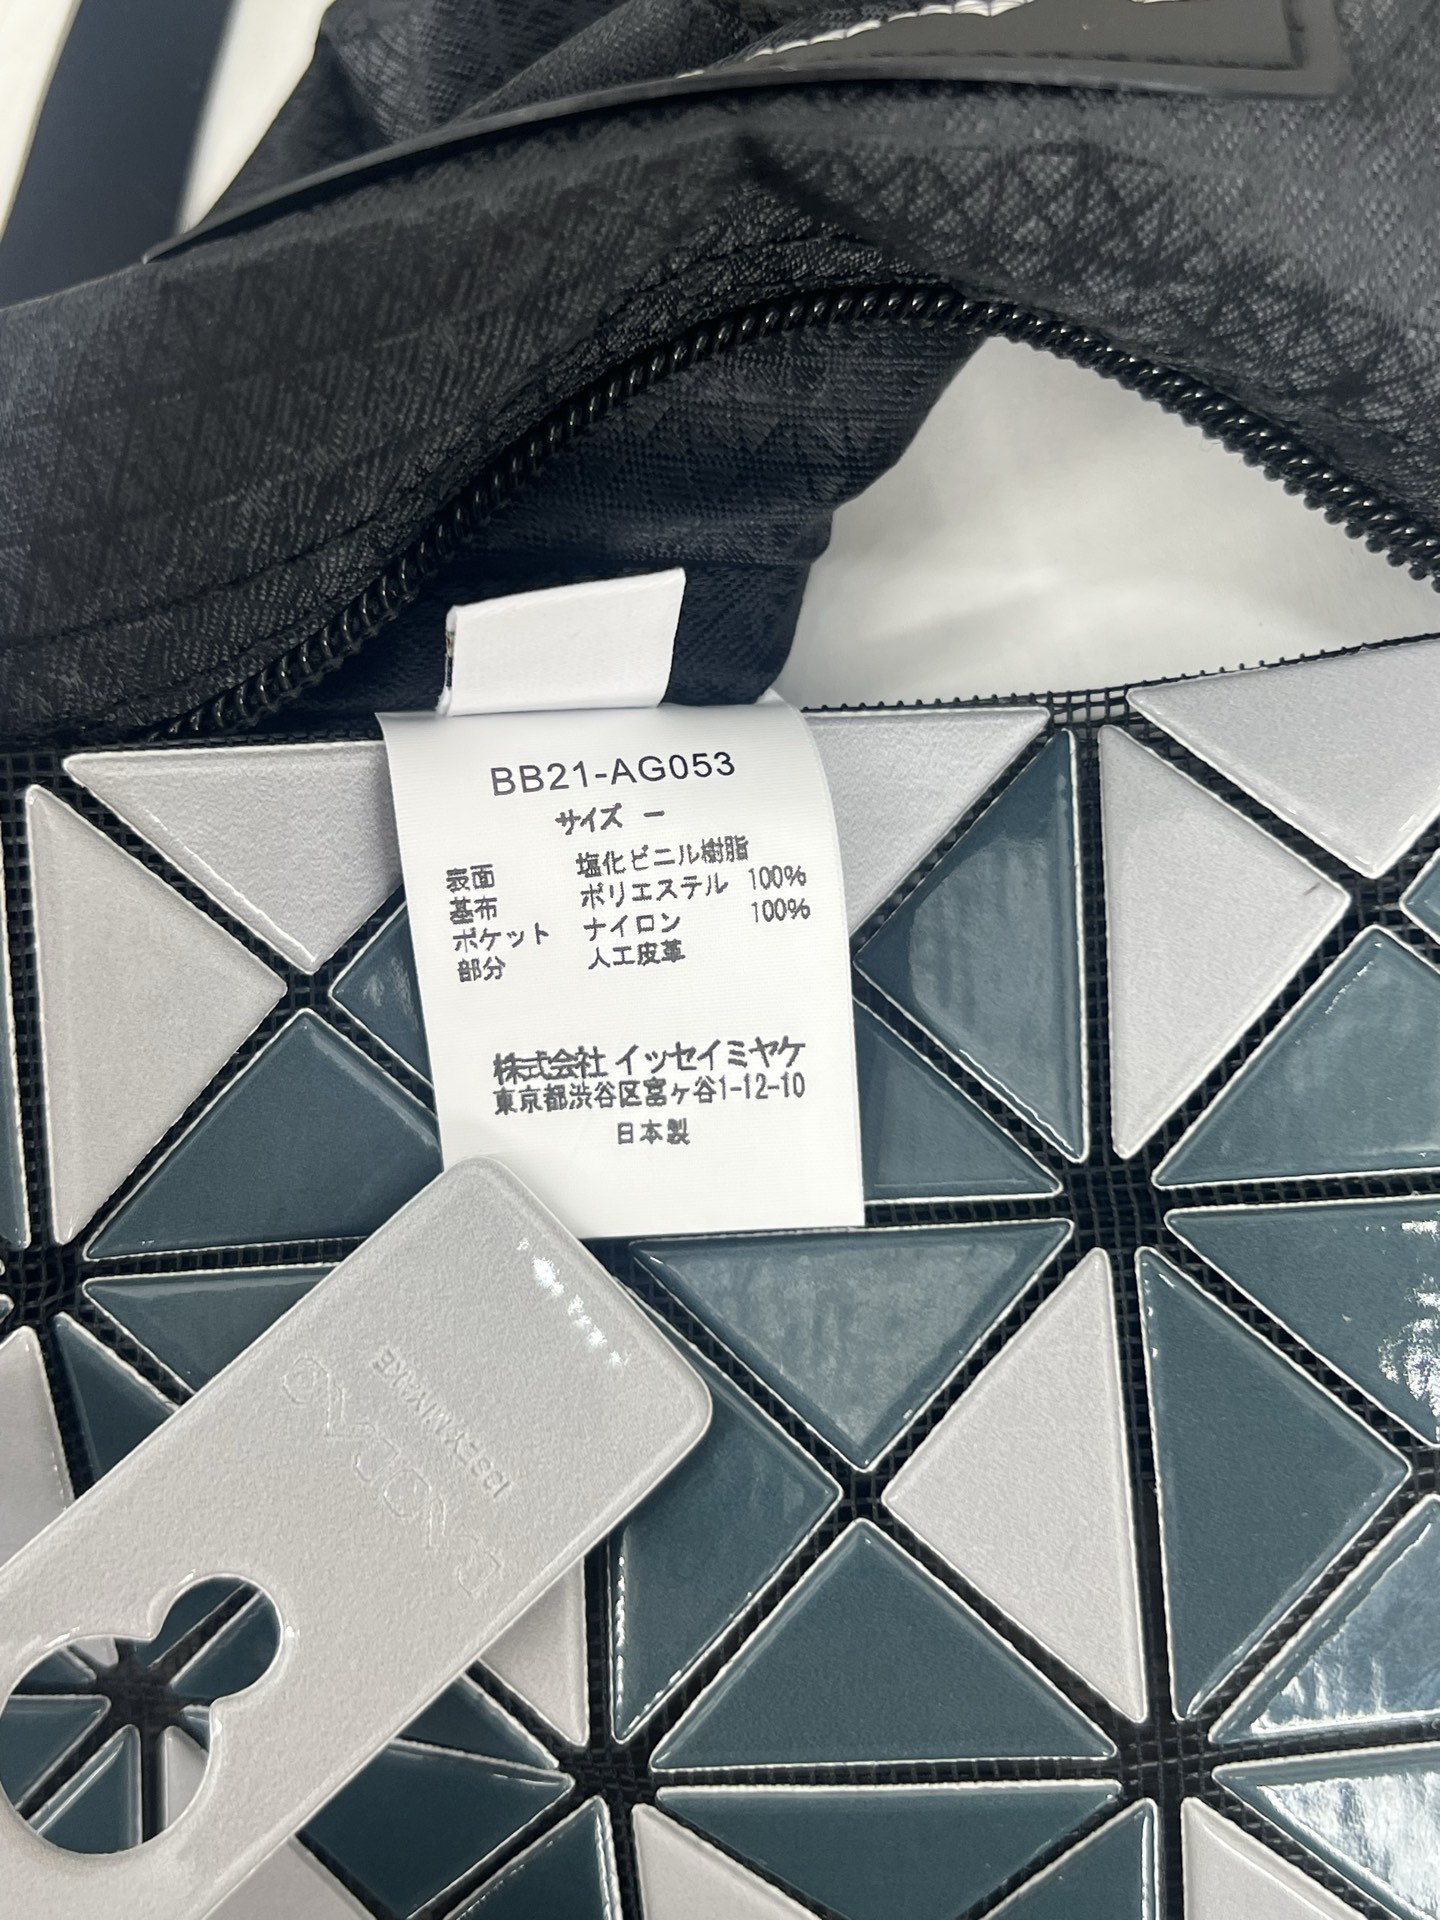 BB21-AG053
サイズ ー
表面 塩化ビニル樹脂
基布 ポリエステル 100%
ポケット ナイロン 100%
部分 人工皮革
株式会社 イッセイミヤケ
東京都渋谷区富ヶ谷1-12-10
日本製
ISSEY MIYAKE